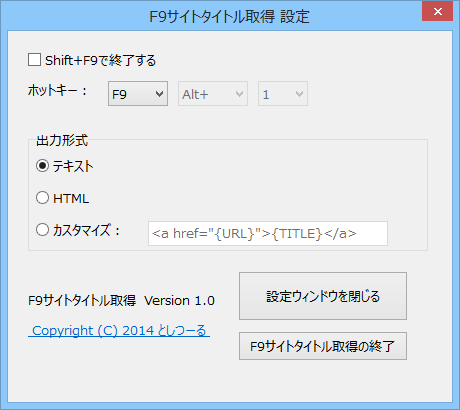 F9サイトタイトル取得 設定
Shift+F9で終了する
ホットキー： F9 Alt+ 1
出力形式
テキスト
HTML
カスタマイズ： <a href="{URL}">{TITLE}</a>
設定ウィンドウを閉じる
F9サイトタイトル取得 Version 1.0
Copyright (C) 2014 としつーる
F9サイトタイトル取得の終了